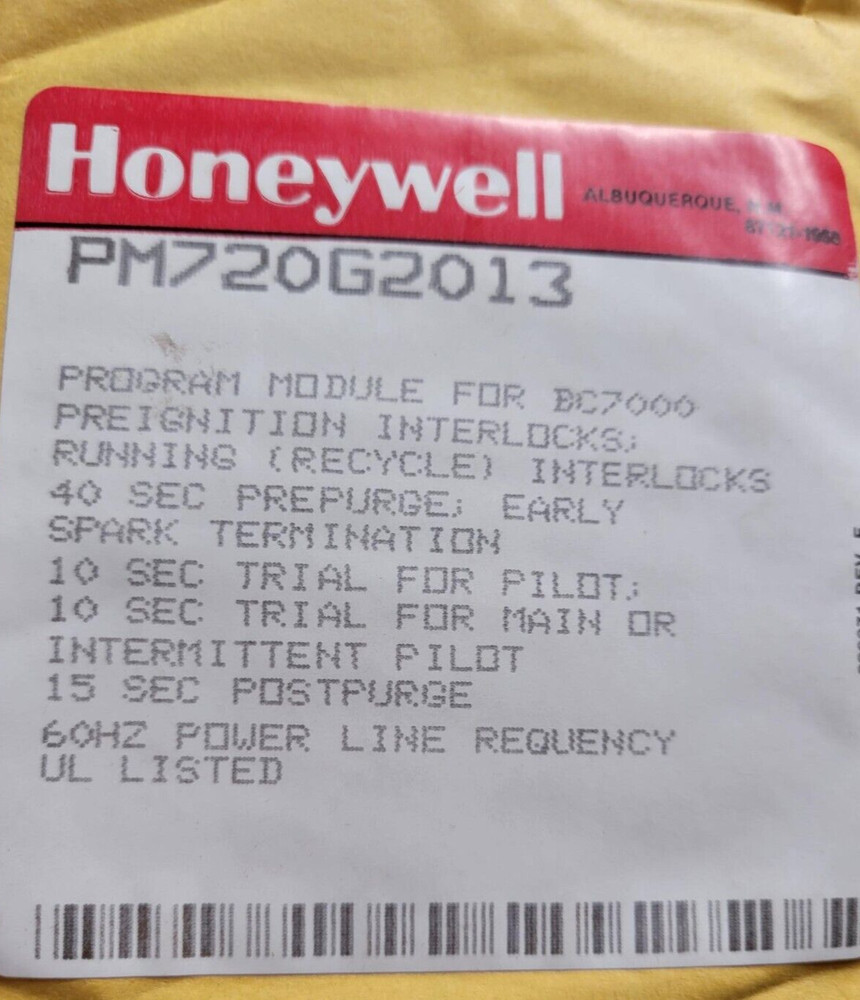 Honeywell
ALBUQUERQUE,
PM720G2013
PROGRAM MODULE FOR BC7000
PREIGNITION INTERLOCKS;
RUNNING (RECYCLE) INTERLOCKS
40 SEC PREPURGE; EARLY
SPARK TERMINATION
10 SEC TRIAL FOR PILOT;
10 SEC TRIAL FOR MAIN OR
INTERMITTENT PILOT
15 SEC POSTPURGE
60HZ POWER LINE REQUENCY
UL LISTED